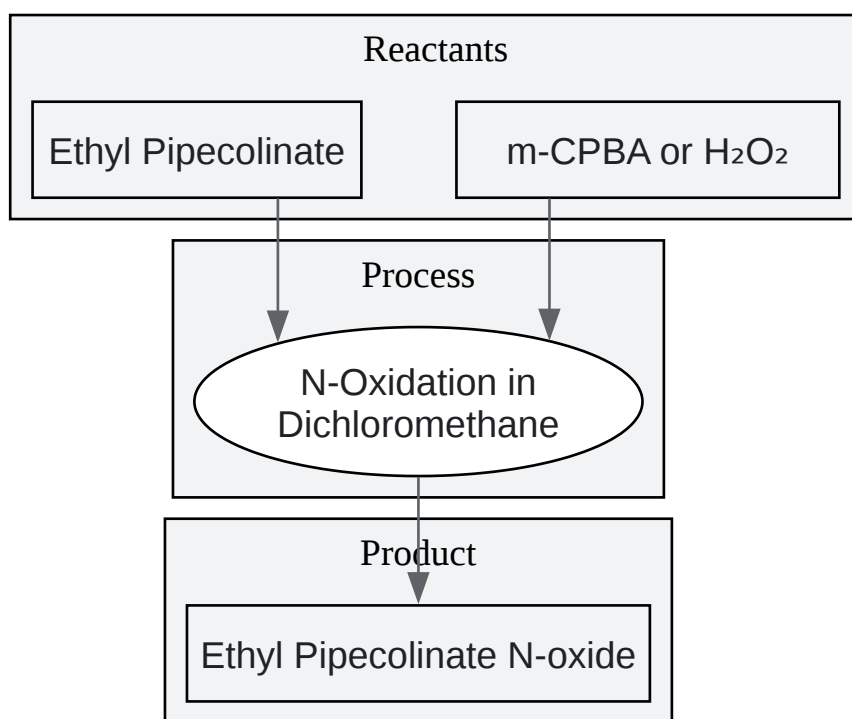 Reactants
Ethyl Pipecolinate
m-CPBA or H₂O₂
Process
N-Oxidation in
Dichloromethane
Product
Ethyl Pipecolinate N-oxide